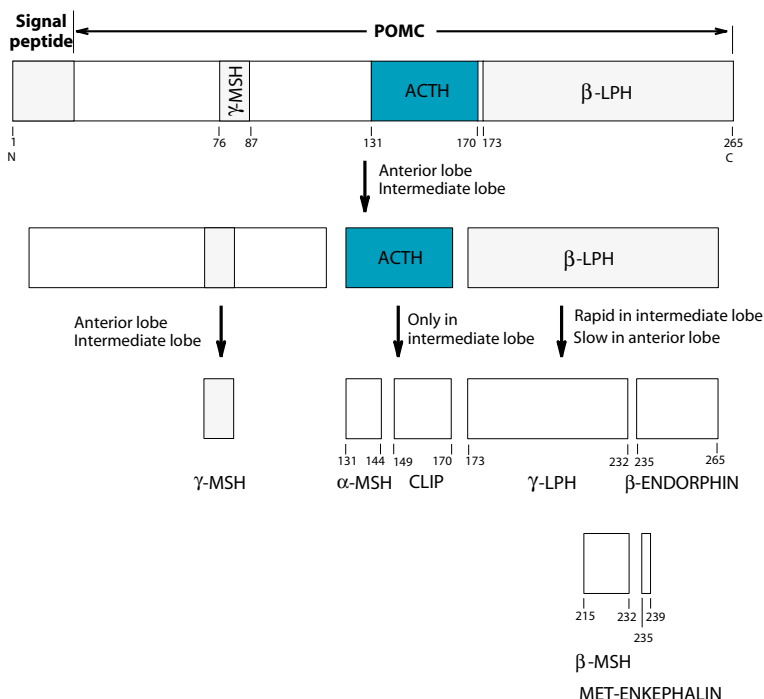 Signal
peptide
POMC
γ-MSH
ACTH
β-LPH
1
N
76
87
131
170
173
265
C
Anterior lobe
Intermediate lobe
ACTH
β-LPH
Anterior lobe
Intermediate lobe
Only in
intermediate lobe
Rapid in intermediate lobe
Slow in anterior lobe
131
144
149
170
173
232
235
265
γ-MSH
α-MSH
CLIP
γ-LPH
β-ENDORPHIN
215
232
239
235
β-MSH
MET-ENKEPHALIN